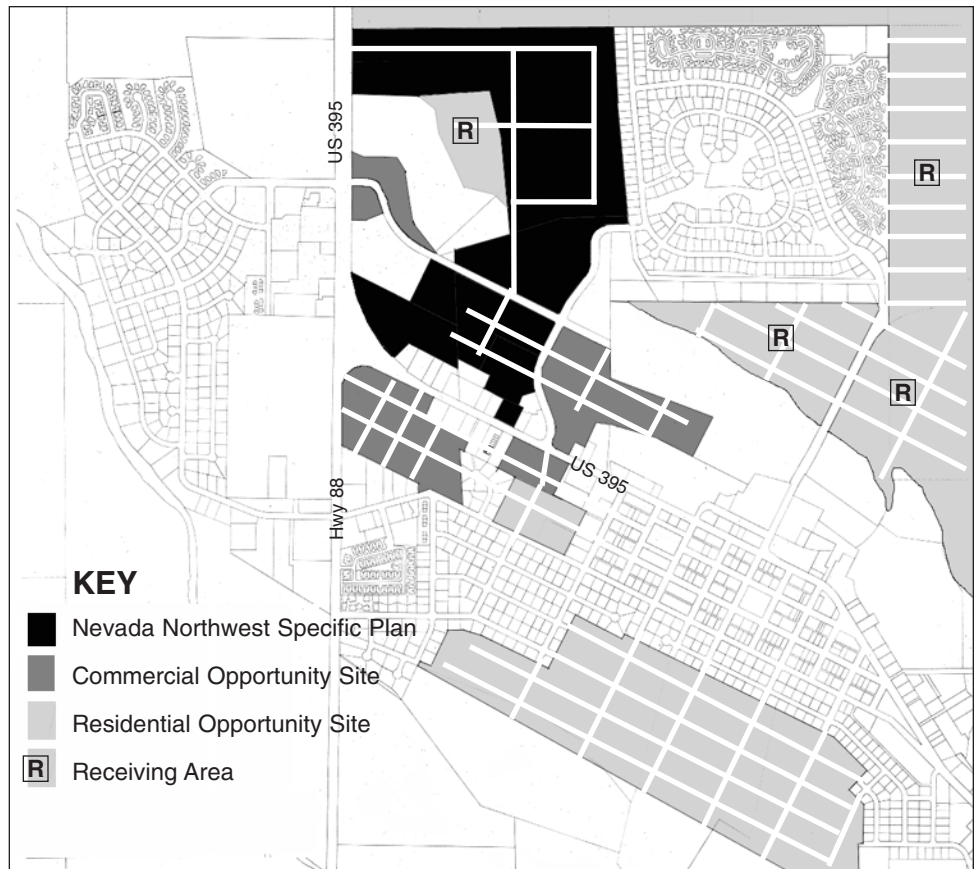 US 395
R
R
R
R
US 395
Hwy 88
KEY
Nevada Northwest Specific Plan
Commercial Opportunity Site
Residential Opportunity Site
R Receiving Area